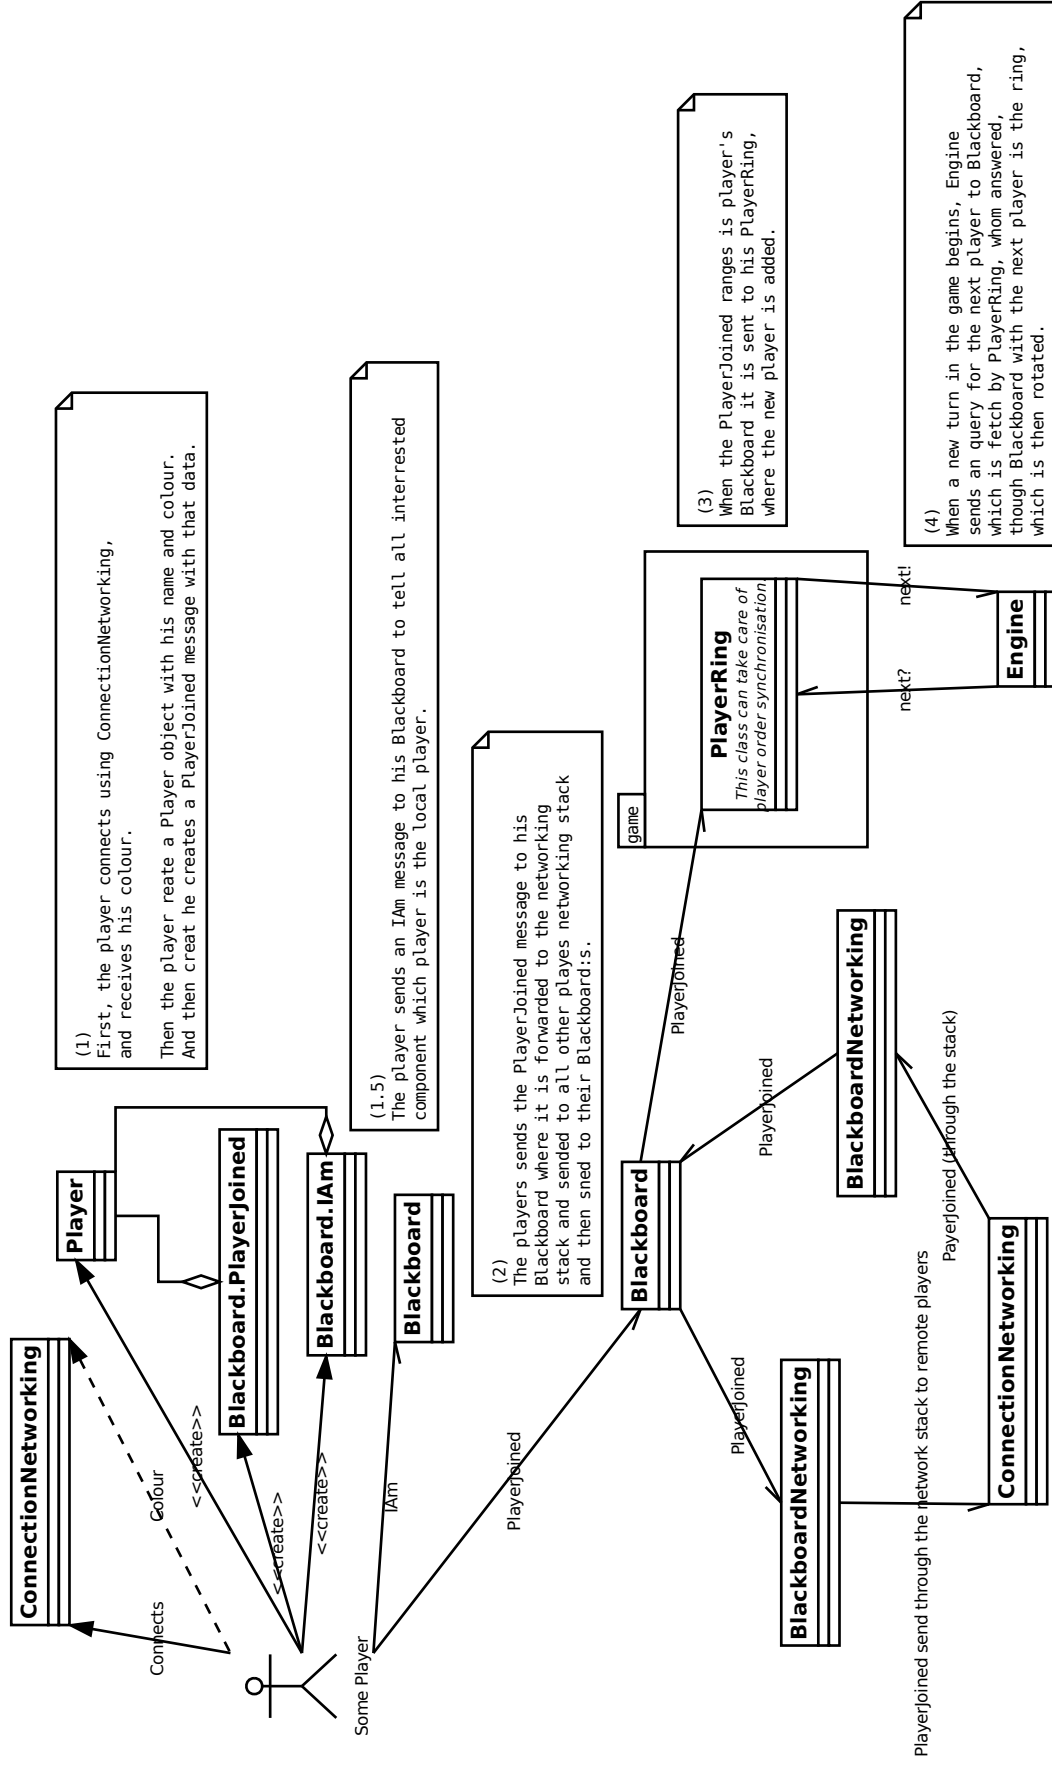 ConnectionNetworking
Connects
Colour
Player
<<create>>
Blackboard.PlayerJoined
<<create>>
Blackboard.IAm
<<create>>
Blackboard
IAm
Some Player
(1)
First, the player connects using ConnectionNetworking,
and receives his colour.
Then the player reate a Player object with his name and colour.
And then creat he creates a PlayerJoined message with that data.
(1.5)
The player sends an IAm message to his Blackboard to tell all interrested
component which player is the local player.
(2)
The players sends the PlayerJoined message to his
Blackboard where it is forwarded to the networking
stack and sended to all other playes networking stack
and then sned to their Blackboard:s.
PlayerJoined
Blackboard
PlayerJoined
game
PlayerRing
This class can take care of
player order synchronisation.
(3)
When the PlayerJoined ranges is player's
Blackboard it is sent to his PlayerRing,
where the new player is added.
PlayerJoined
BlackboardNetworking
PlayerJoined
BlackboardNetworking
next?
next!
Engine
(4)
When a new turn in the game begins, Engine
sends an query for the next player to Blackboard,
which is fetch by PlayerRing, whom answered,
though Blackboard with the next player is the ring,
which is then rotated.
PlayerJoined send through the network stack to remote players
PayerJoined (through the stack)
ConnectionNetworking